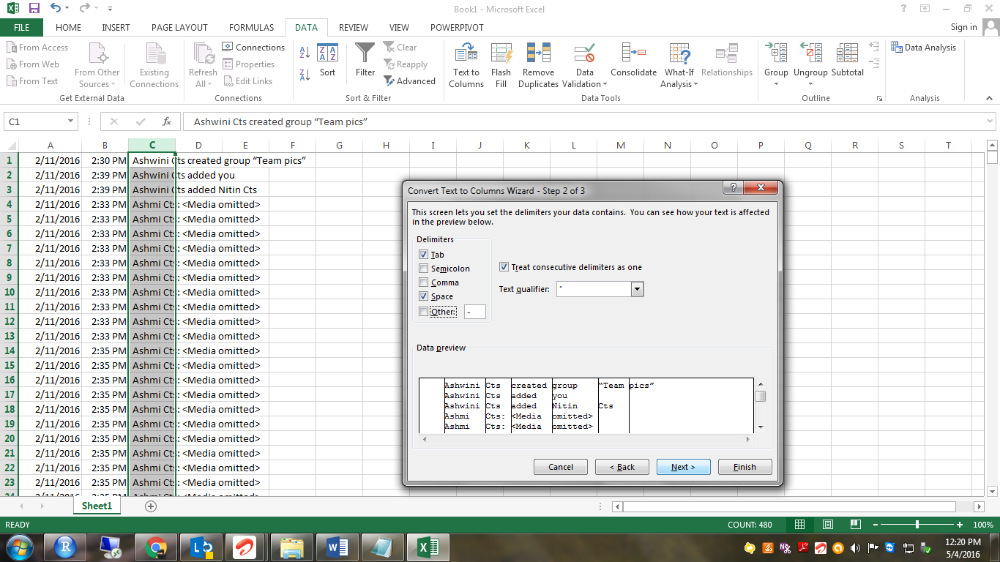 Book1 - Microsoft Excel
FILE HOME INSERT PAGE LAYOUT FORMULAS DATA REVIEW VIEW POWERPIVOT Sign in
From Access
From Web
From Text
From Other Sources
Existing Connections
Get External Data
Refresh All
Connections
Properties
Edit Links
Connections
Sort
Filter
Clear
Reapply
Advanced
Sort & Filter
Text to Columns
Flash Fill
Remove Duplicates
Data Validation
Consolidate
What-If Analysis
Relationships
Data Tools
Group
Ungroup
Subtotal
Outline
Data Analysis
Analysis
C1 fx Ashwini Cts created group “Team pics”
A B C D E F G H I J K L M N O P Q R S T
1 2/11/2016 2:30 PM Ashwini Cts created group “Team pics”
2 2/11/2016 2:39 PM Ashwini Cts added you
3 2/11/2016 2:39 PM Ashwini Cts added Nitin Cts
4 2/11/2016 2:33 PM Ashmi Cts: <Media omitted>
5 2/11/2016 2:33 PM Ashmi Cts: <Media omitted>
6 2/11/2016 2:33 PM Ashmi Cts: <Media omitted>
7 2/11/2016 2:33 PM Ashmi Cts: <Media omitted>
8 2/11/2016 2:33 PM Ashmi Cts: <Media omitted>
9 2/11/2016 2:33 PM Ashmi Cts: <Media omitted>
10 2/11/2016 2:33 PM Ashmi Cts: <Media omitted>
11 2/11/2016 2:33 PM Ashmi Cts: <Media omitted>
12 2/11/2016 2:33 PM Ashmi Cts: <Media omitted>
13 2/11/2016 2:33 PM Ashmi Cts: <Media omitted>
14 2/11/2016 2:35 PM Ashmi Cts: <Media omitted>
15 2/11/2016 2:35 PM Ashmi Cts: <Media omitted>
16 2/11/2016 2:35 PM Ashmi Cts: <Media omitted>
17 2/11/2016 2:35 PM Ashmi Cts: <Media omitted>
18 2/11/2016 2:35 PM Ashmi Cts: <Media omitted>
19 2/11/2016 2:35 PM Ashmi Cts: <Media omitted>
20 2/11/2016 2:35 PM Ashmi Cts: <Media omitted>
21 2/11/2016 2:35 PM Ashmi Cts: <Media omitted>
22 2/11/2016 2:35 PM Ashmi Cts: <Media omitted>
23 2/11/2016 2:35 PM Ashmi Cts: <Media omitted>
Convert Text to Columns Wizard - Step 2 of 3
This screen lets you set the delimiters your data contains. You can see how your text is affected
in the preview below.
Delimiters
Tab
Semicolon
Comma
Space
Other: -
Treat consecutive delimiters as one
Text qualifier: "
Data preview
Ashwini Cts created group “Team pics”
Ashwini Cts added you
Ashwini Cts added Nitin Cts
Ashmi Cts: <Media omitted>
Ashmi Cts: <Media omitted>
Cancel < Back Next > Finish
Sheet1
READY COUNT: 480 100%
12:20 PM
5/4/2016